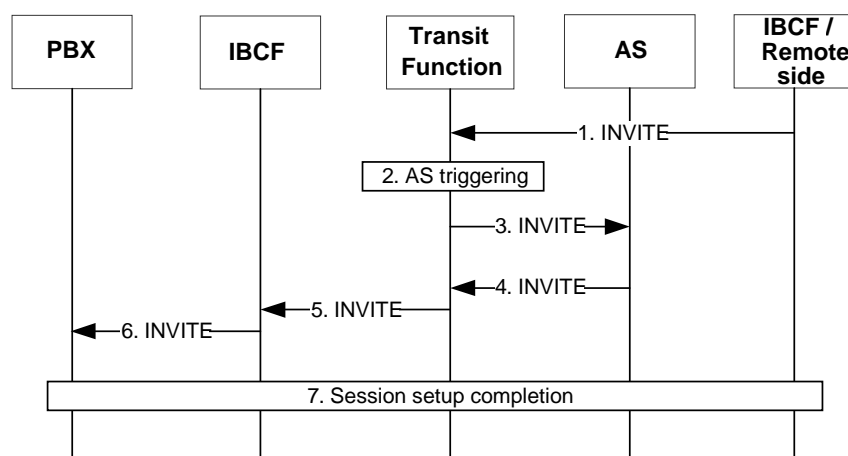 PBX
IBCF
Transit
Function
AS
IBCF /
Remote
side
1. INVITE
2. AS triggering
3. INVITE
4. INVITE
5. INVITE
6. INVITE
7. Session setup completion